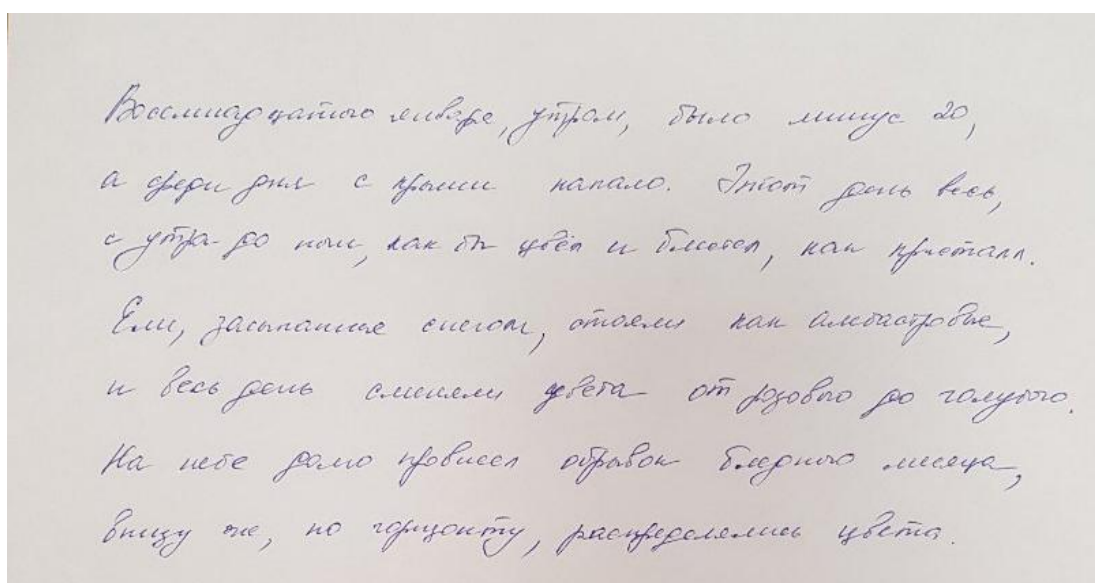 Восемнадцатого января, утром, было минус 20,
а среди дня с крыши капало. Этот день весь,
с утра до ночи, как бы цвёл и блестел, как кристалл.
Ели, засыпанные снегом, стояли как алебастровые,
и весь день сменяли цвета от розового до голубого.
На небе долго провисел обрывок бледного месяца,
внизу же, по горизонту, распределялись цвета.